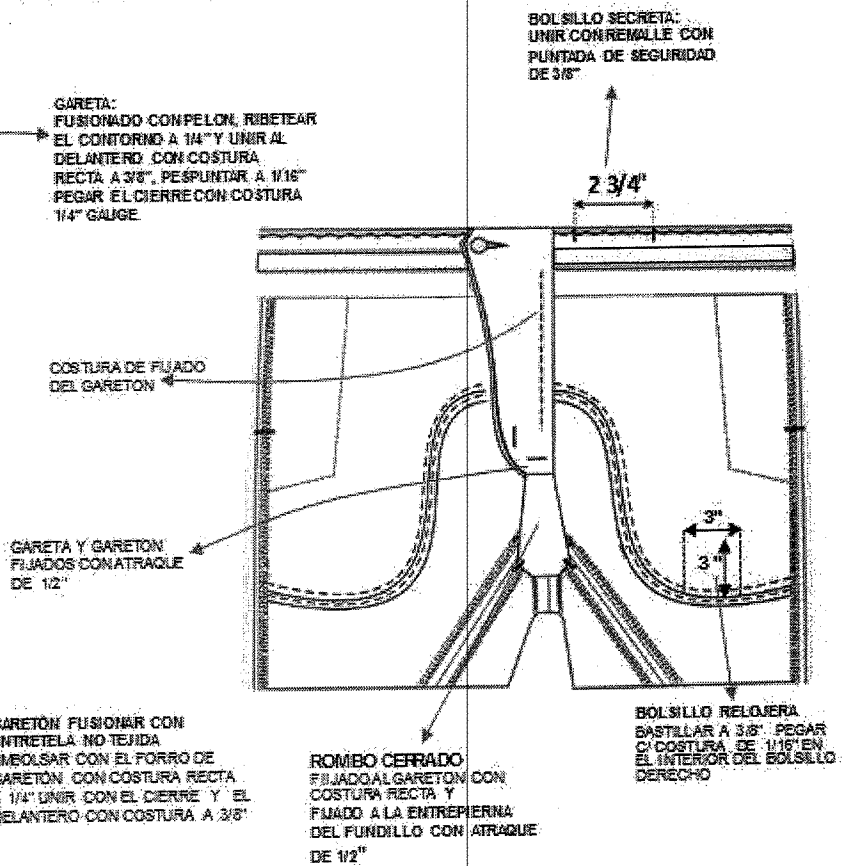 BOLSILLO SECRETA:
UNIR CON REMALLE CON
PUNTADA DE SEGURIDAD
DE 3/8"
GARETA:
FUSIONADO CON PELON, RIBETEAR
EL CONTORNO A 1/4" Y UNIR AL
DELANTERO CON COSTURA
RECTA A 3/8", PESPUNTAR A 1/16"
PEGAR EL CIERRE CON COSTURA
1/4" GAUGE.
2 3/4"
COSTURA DE FIJADO
DEL GARETON
GARETA Y GARETON
FIJADOS CON ATRAQUE
DE 1/2"
3"
3"
ARETÓN FUSIONAR CON
NTRETELA NO TEJIDA
MBOLSAR CON EL FORRO DE
ARETÓN CON COSTURA RECTA
1/4" UNIR CON EL CIERRE Y EL
ELANTERO CON COSTURA A 3/8"
ROMBO CERRADO
FIJADO AL GARETON CON
COSTURA RECTA Y
FIJADO A LA ENTREPIERNA
DEL FUNDILLO CON ATRAQUE
DE 1/2"
BOLSILLO RELOJERA
BASTILLAR A 3/8" PEGAR
C/ COSTURA DE 1/16" EN
EL INTERIOR DEL BOLSILLO
DERECHO